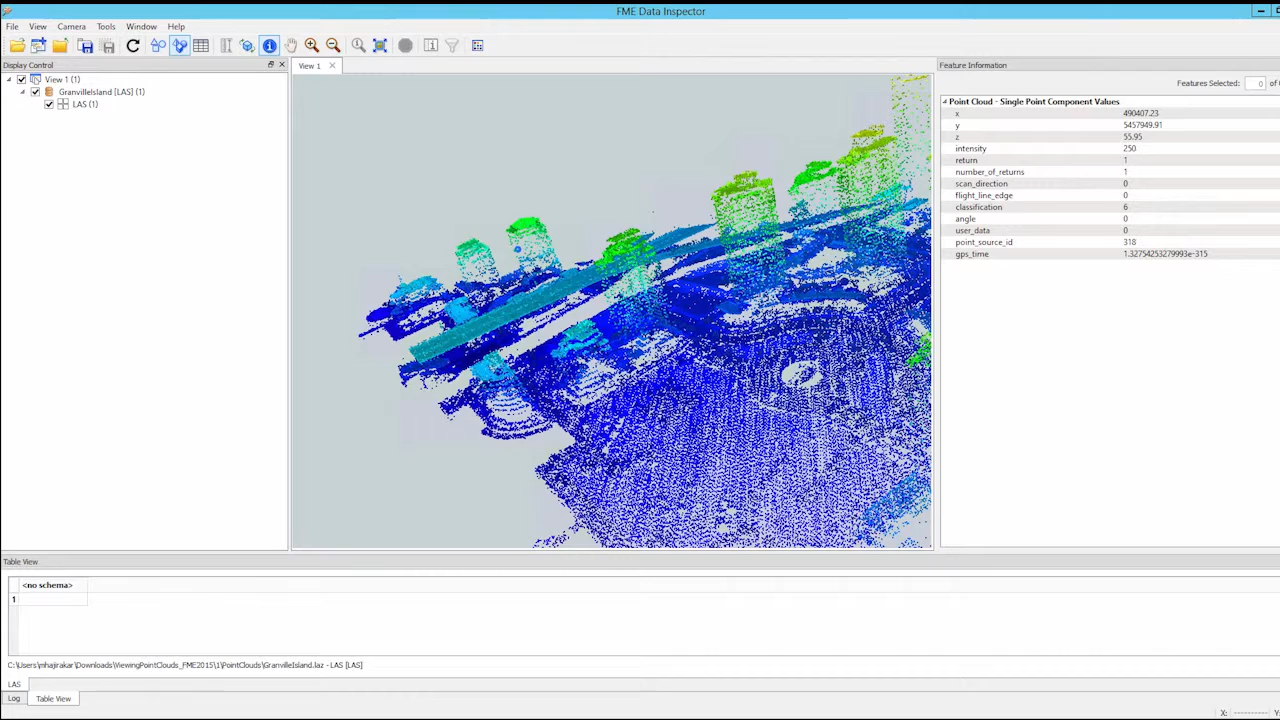 FME Data Inspector
File View Camera Tools Window Help
Display Control
View 1
Feature Information
View 1 (1)
GranvilleIsland [LAS] (1)
LAS (1)
Features Selected: 0 of
Point Cloud - Single Point Component Values
x 490407.23
y 5457949.91
z 55.95
intensity 250
return 1
number_of_returns 1
scan_direction 0
flight_line_edge 0
classification 6
angle 0
user_data 0
point_source_id 318
gps_time 1.32754253279993e-315
Table View
<no schema>
1
C:\Users\mhajirakar\Downloads\ViewingPointClouds_FME2015\1\PointClouds\GranvilleIsland.laz - LAS [LAS]
LAS
Log Table View
X: ---------- Y: